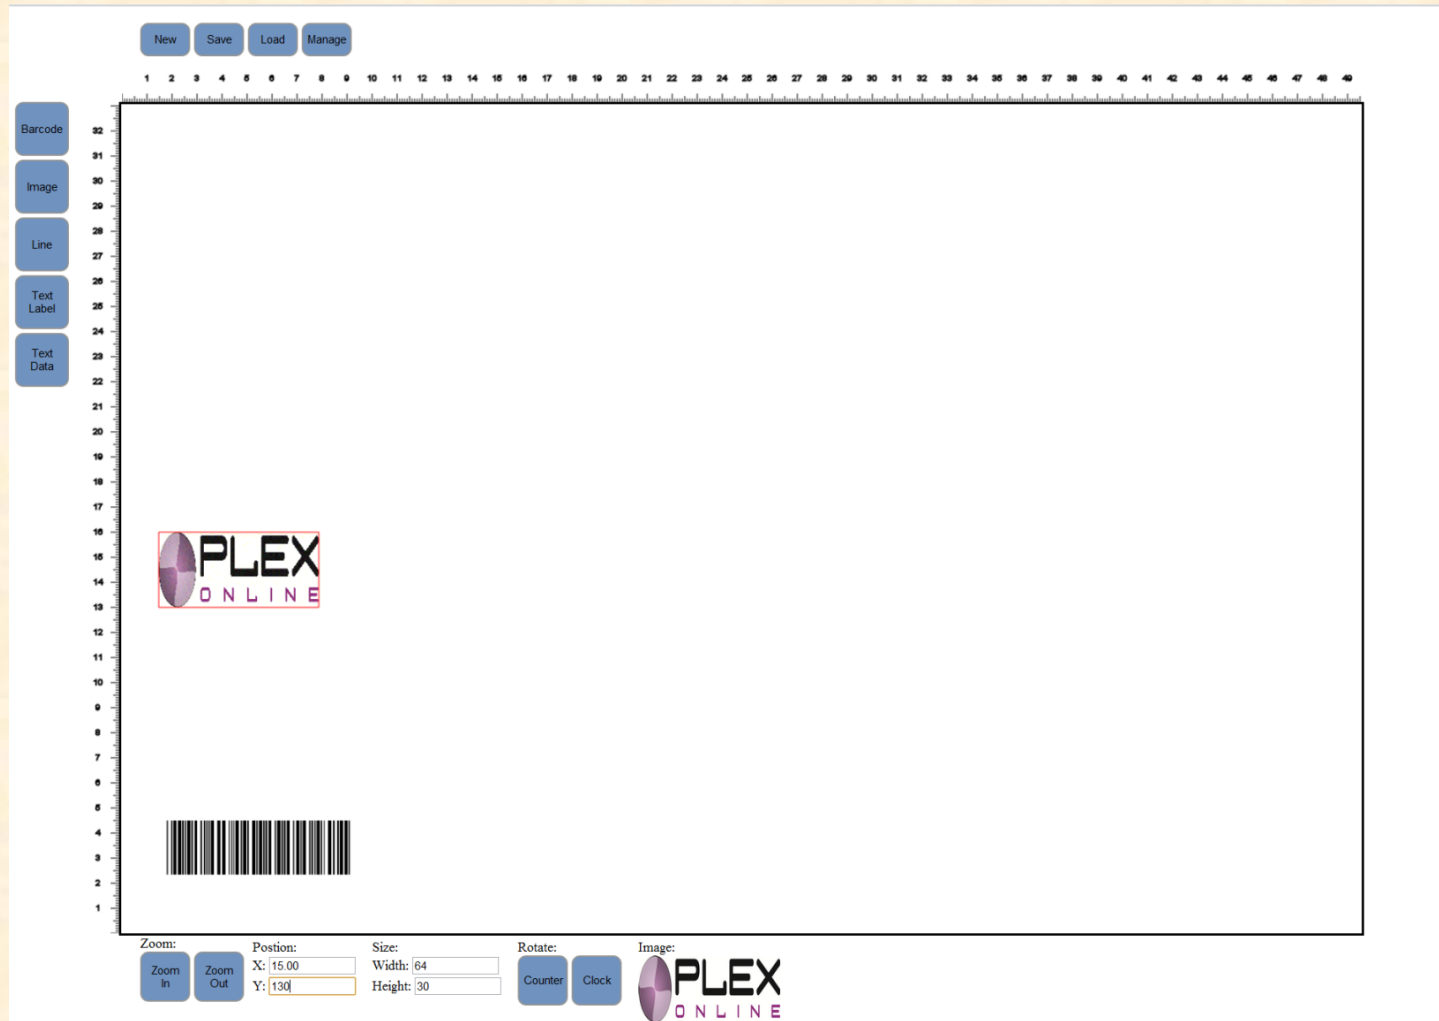 New Save Load Manage
1 2 3 4 5 6 7 8 9 10 11 12 13 14 15 16 17 18 19 20 21 22 23 24 25 26 27 28 29 30 31 32 33 34 35 36 37 38 39 40 41 42 43 44 45 46 47 48 49
Barcode
Image
Line
Text
Label
Text
Data
32
31
30
29
28
27
26
25
24
23
22
21
20
19
18
17
16
15
14
13
12
11
10
9
8
7
6
5
4
3
2
1
PLEX
ONLINE
Zoom: Postion: Size: Rotate: Image:
Zoom In Zoom Out X: 15.00 Width: 64 Counter Clock
Y: 130 Height: 30
PLEX
ONLINE